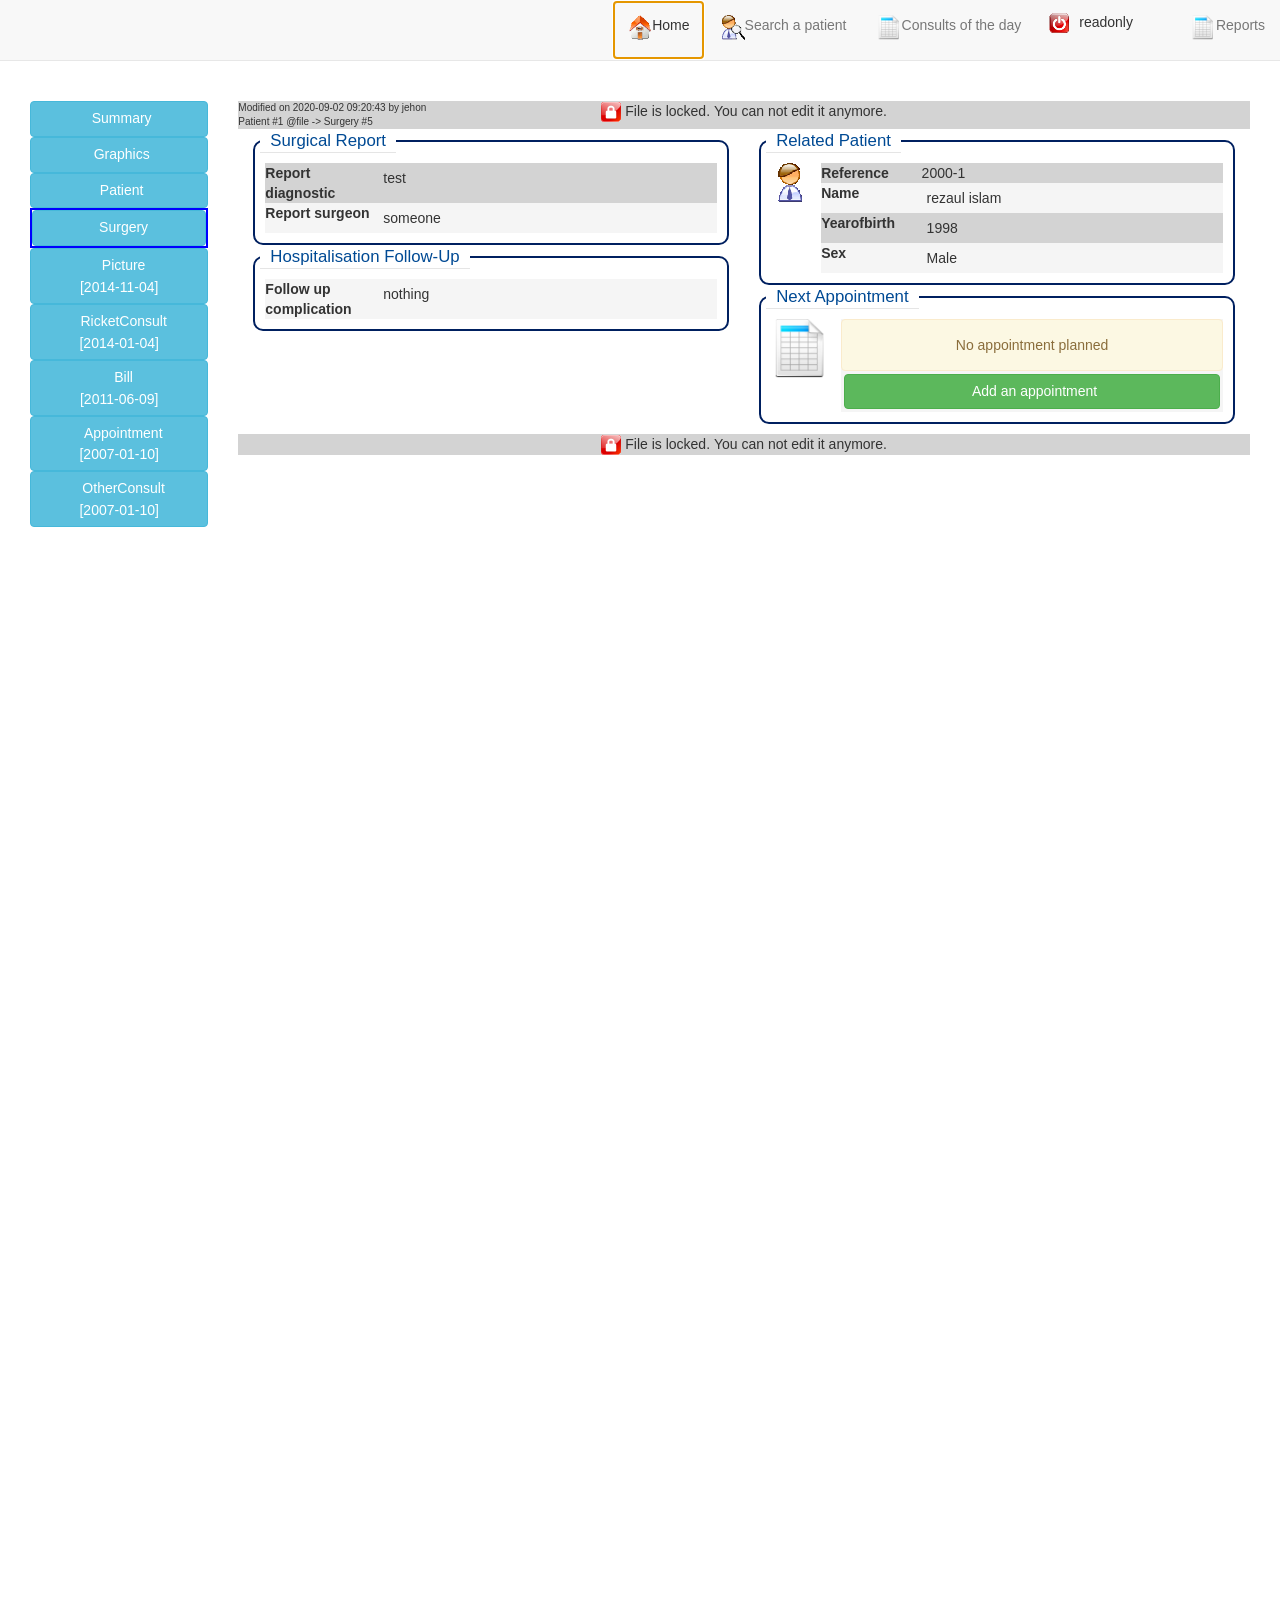 Home
Search a patient
Consults of the day
readonly
Reports
Summary
Graphics
Patient
Surgery
Picture
[2014-11-04]
RicketConsult
[2014-01-04]
Bill
[2011-06-09]
Appointment
[2007-01-10]
OtherConsult
[2007-01-10]
Modified on 2020-09-02 09:20:43 by jehon
Patient #1 @file -> Surgery #5
File is locked. You can not edit it anymore.
Surgical Report
Report diagnostic
test
Report surgeon
someone
Hospitalisation Follow-Up
Follow up complication
nothing
Related Patient
Reference
2000-1
Name
rezaul islam
Yearofbirth
1998
Sex
Male
Next Appointment
No appointment planned
Add an appointment
File is locked. You can not edit it anymore.